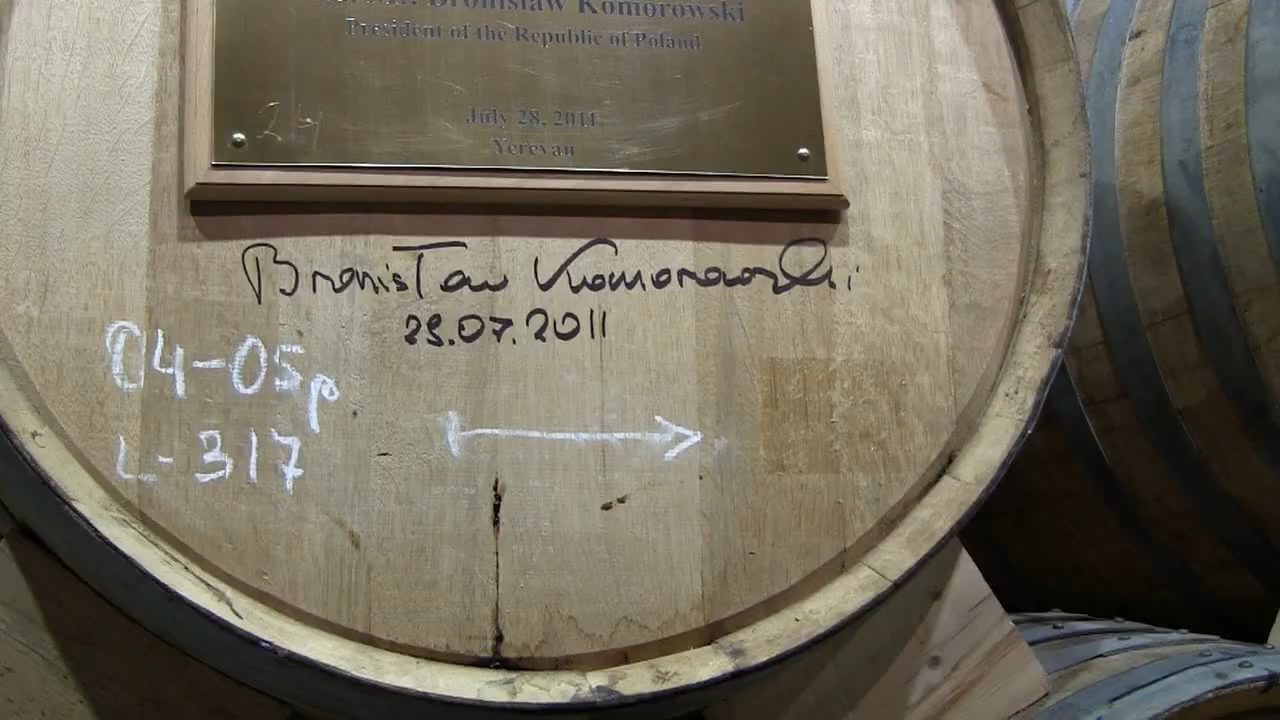 Bronisław Komorowski
President of the Republic of Poland
July 28, 2011
Yerevan
Bronisław Komorowski
29.07.2011
04-05p
L-317